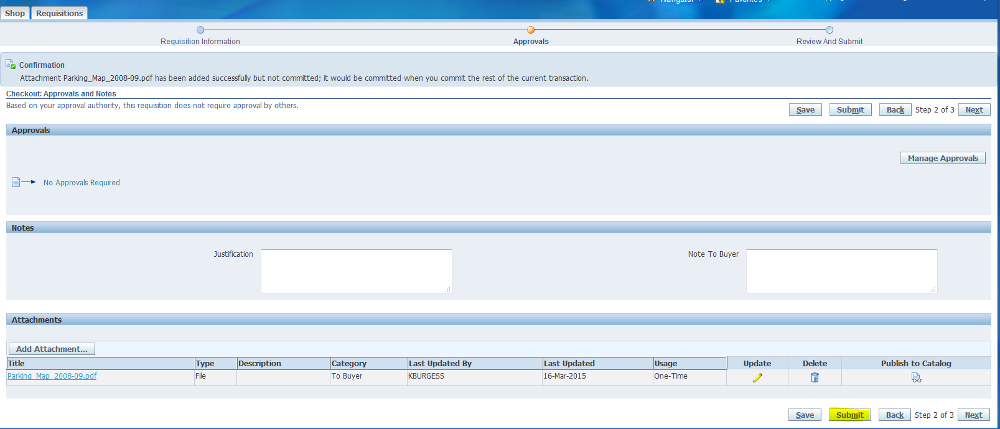 Shop Requisitions
Requisition Information Approvals Review And Submit
Confirmation
Attachment Parking_Map_2008-09.pdf has been added successfully but not committed; it would be committed when you commit the rest of the current transaction.
Checkout: Approvals and Notes
Based on your approval authority, this requisition does not require approval by others.
Save Submit Back Step 2 of 3 Next
Approvals
Manage Approvals
No Approvals Required
Notes
Justification Note To Buyer
Attachments
Add Attachment...
Title Type Description Category Last Updated By Last Updated Usage Update Delete Publish to Catalog
Parking_Map_2008-09.pdf File To Buyer KBURGESS 16-Mar-2015 One-Time
Save Submit Back Step 2 of 3 Next